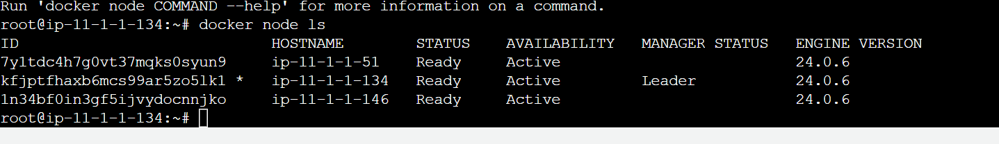 Run 'docker node COMMAND --help' for more information on a command.
root@ip-11-1-1-134:~# docker node ls
ID                            HOSTNAME        STATUS    AVAILABILITY   MANAGER STATUS   ENGINE VERSION
7y1tdc4h7g0vt37mqks0syun9     ip-11-1-1-51    Ready     Active                          24.0.6
kfjptfhaxb6mcs99ar5zo5lk1 *   ip-11-1-1-134   Ready     Active         Leader           24.0.6
1n34bf0in3gf5ijvydocnnjko     ip-11-1-1-146   Ready     Active                          24.0.6
root@ip-11-1-1-134:~#